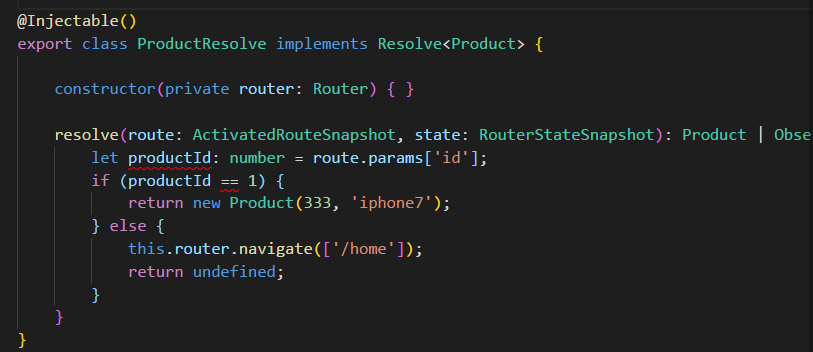 @Injectable()
export class ProductResolve implements Resolve<Product> {
constructor(private router: Router) { }
resolve(route: ActivatedRouteSnapshot, state: RouterStateSnapshot): Product | Obse
let productId: number = route.params['id'];
if (productId == 1) {
return new Product(333, 'iphone7');
} else {
this.router.navigate(['/home']);
return undefined;
}
}
}